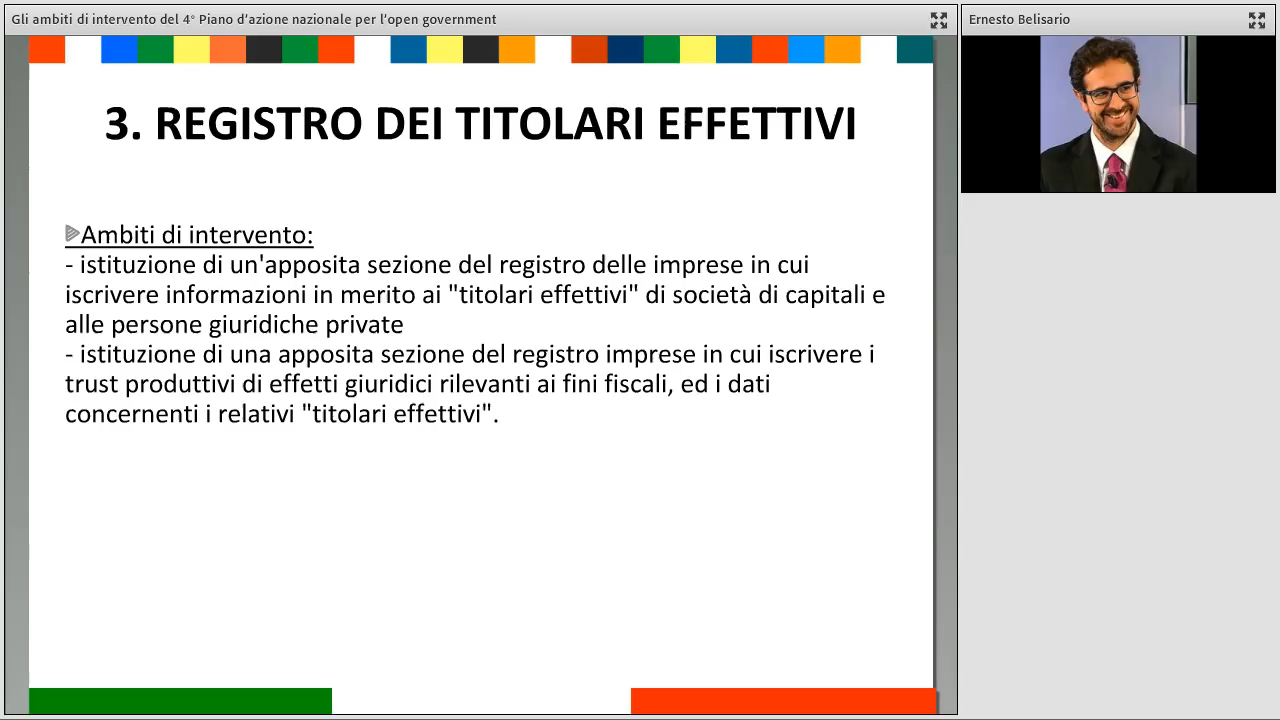 Gli ambiti di intervento del 4° Piano d'azione nazionale per l'open government
Ernesto Belisario
3. REGISTRO DEI TITOLARI EFFETTIVI
Ambiti di intervento:
- istituzione di un'apposita sezione del registro delle imprese in cui
iscrivere informazioni in merito ai "titolari effettivi" di società di capitali e
alle persone giuridiche private
- istituzione di una apposita sezione del registro imprese in cui iscrivere i
trust produttivi di effetti giuridici rilevanti ai fini fiscali, ed i dati
concernenti i relativi "titolari effettivi".